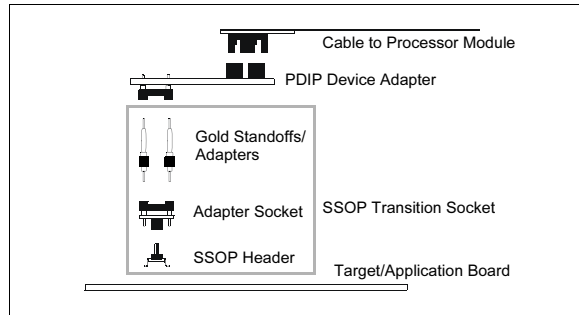 Cable to Processor Module
PDIP Device Adapter
Gold Standoffs/
Adapters
Adapter Socket
SSOP Transition Socket
SSOP Header
Target/Application Board